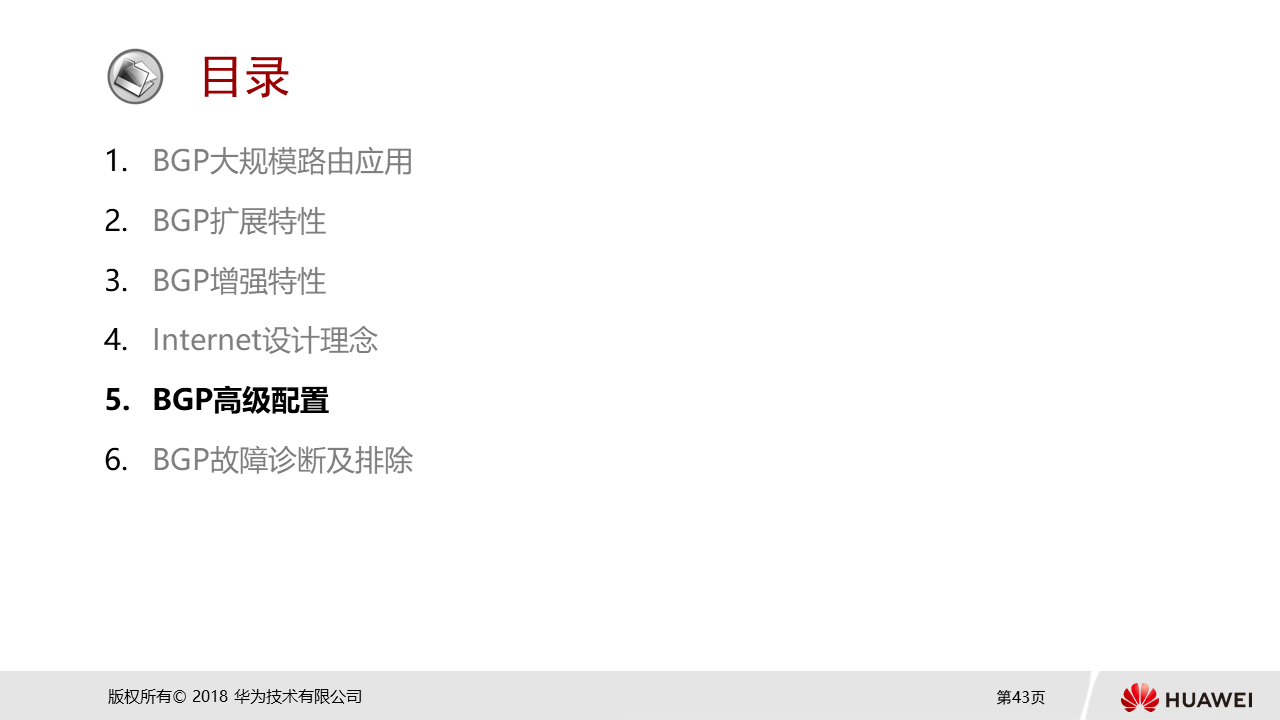 目录
1. BGP大规模路由应用
2. BGP扩展特性
3. BGP增强特性
4. Internet设计理念
5. BGP高级配置
6. BGP故障诊断及排除
版权所有© 2018 华为技术有限公司
第43页
HUAWEI